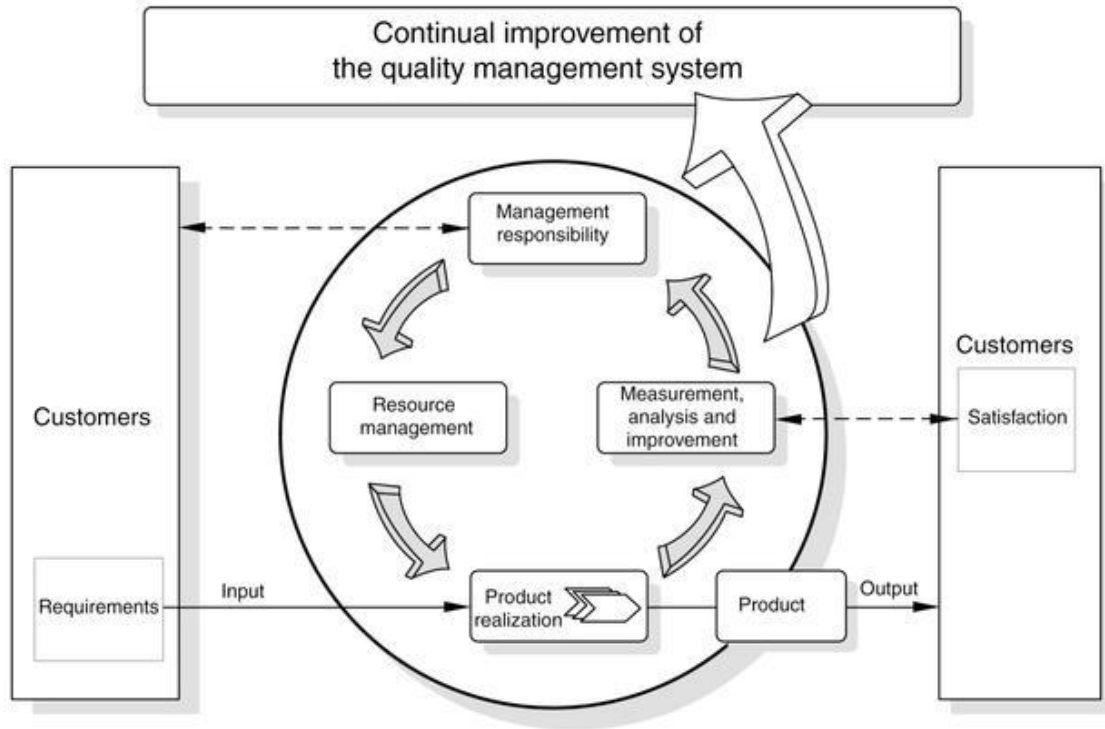 Continual improvement of
the quality management system
Management
responsibility
Customers
Resource
management
Measurement,
analysis and
improvement
Customers
Satisfaction
Requirements
Input
Product
realization
Product
Output